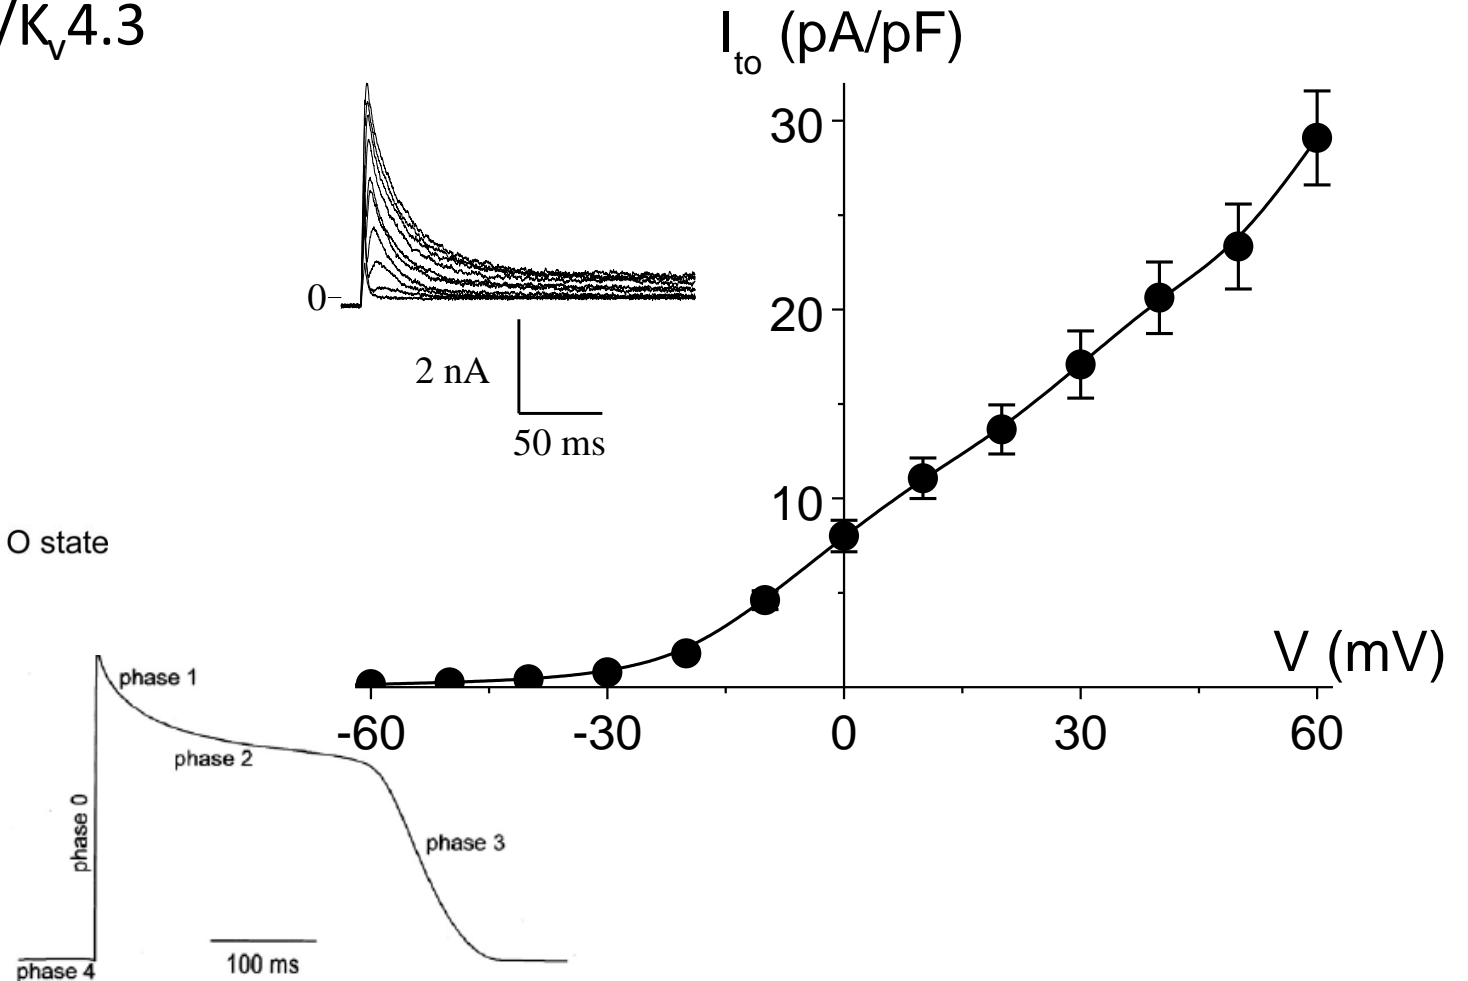 /Kv4.3
Ito (pA/pF)
30
20
10
0
2 nA
50 ms
O state
V (mV)
-60
-30
0
30
60
phase 1
phase 2
phase 0
phase 3
100 ms
phase 4